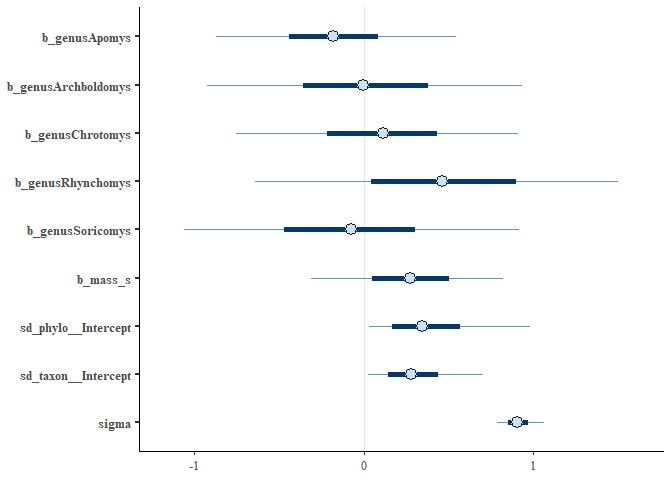 b_genusApomys
b_genusArchboldomys
b_genusChrotomys
b_genusRhynchomys
b_genusSoricomys
b_mass_s
sd_phylo__Intercept
sd_taxon__Intercept
sigma
-1 0 1